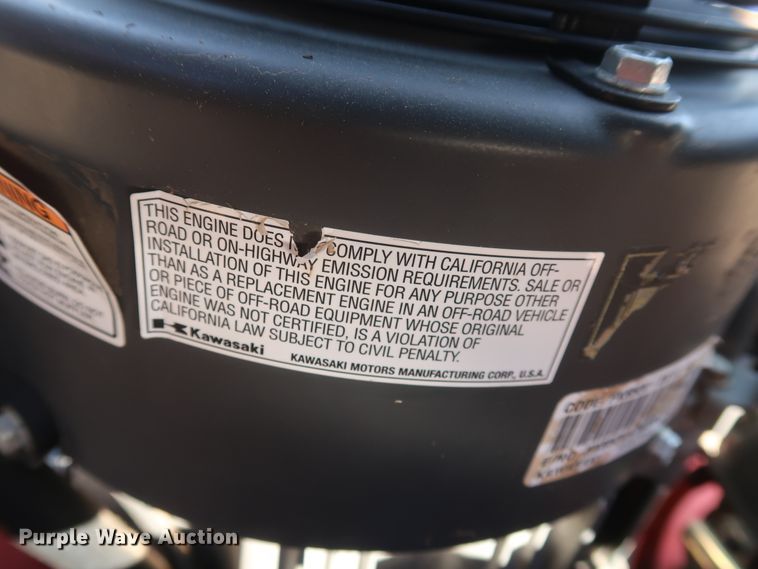 NING
THIS ENGINE DOES COMPLY WITH CALIFORNIA OFF-
ROAD OR ON-HIGHWAY EMISSION REQUIREMENTS. SALE OR
INSTALLATION OF THIS ENGINE FOR ANY PURPOSE OTHER
THAN AS A REPLACEMENT ENGINE IN AN OFF-ROAD VEHICLE
OR PIECE OF OFF-ROAD EQUIPMENT WHOSE ORIGINAL
ENGINE WAS NOT CERTIFIED, IS A VIOLATION OF
CALIFORNIA LAW SUBJECT TO CIVIL PENALTY.
Kawasaki KAWASAKI MOTORS MANUFACTURING CORP., U.S.A.
Purple Wave Auction